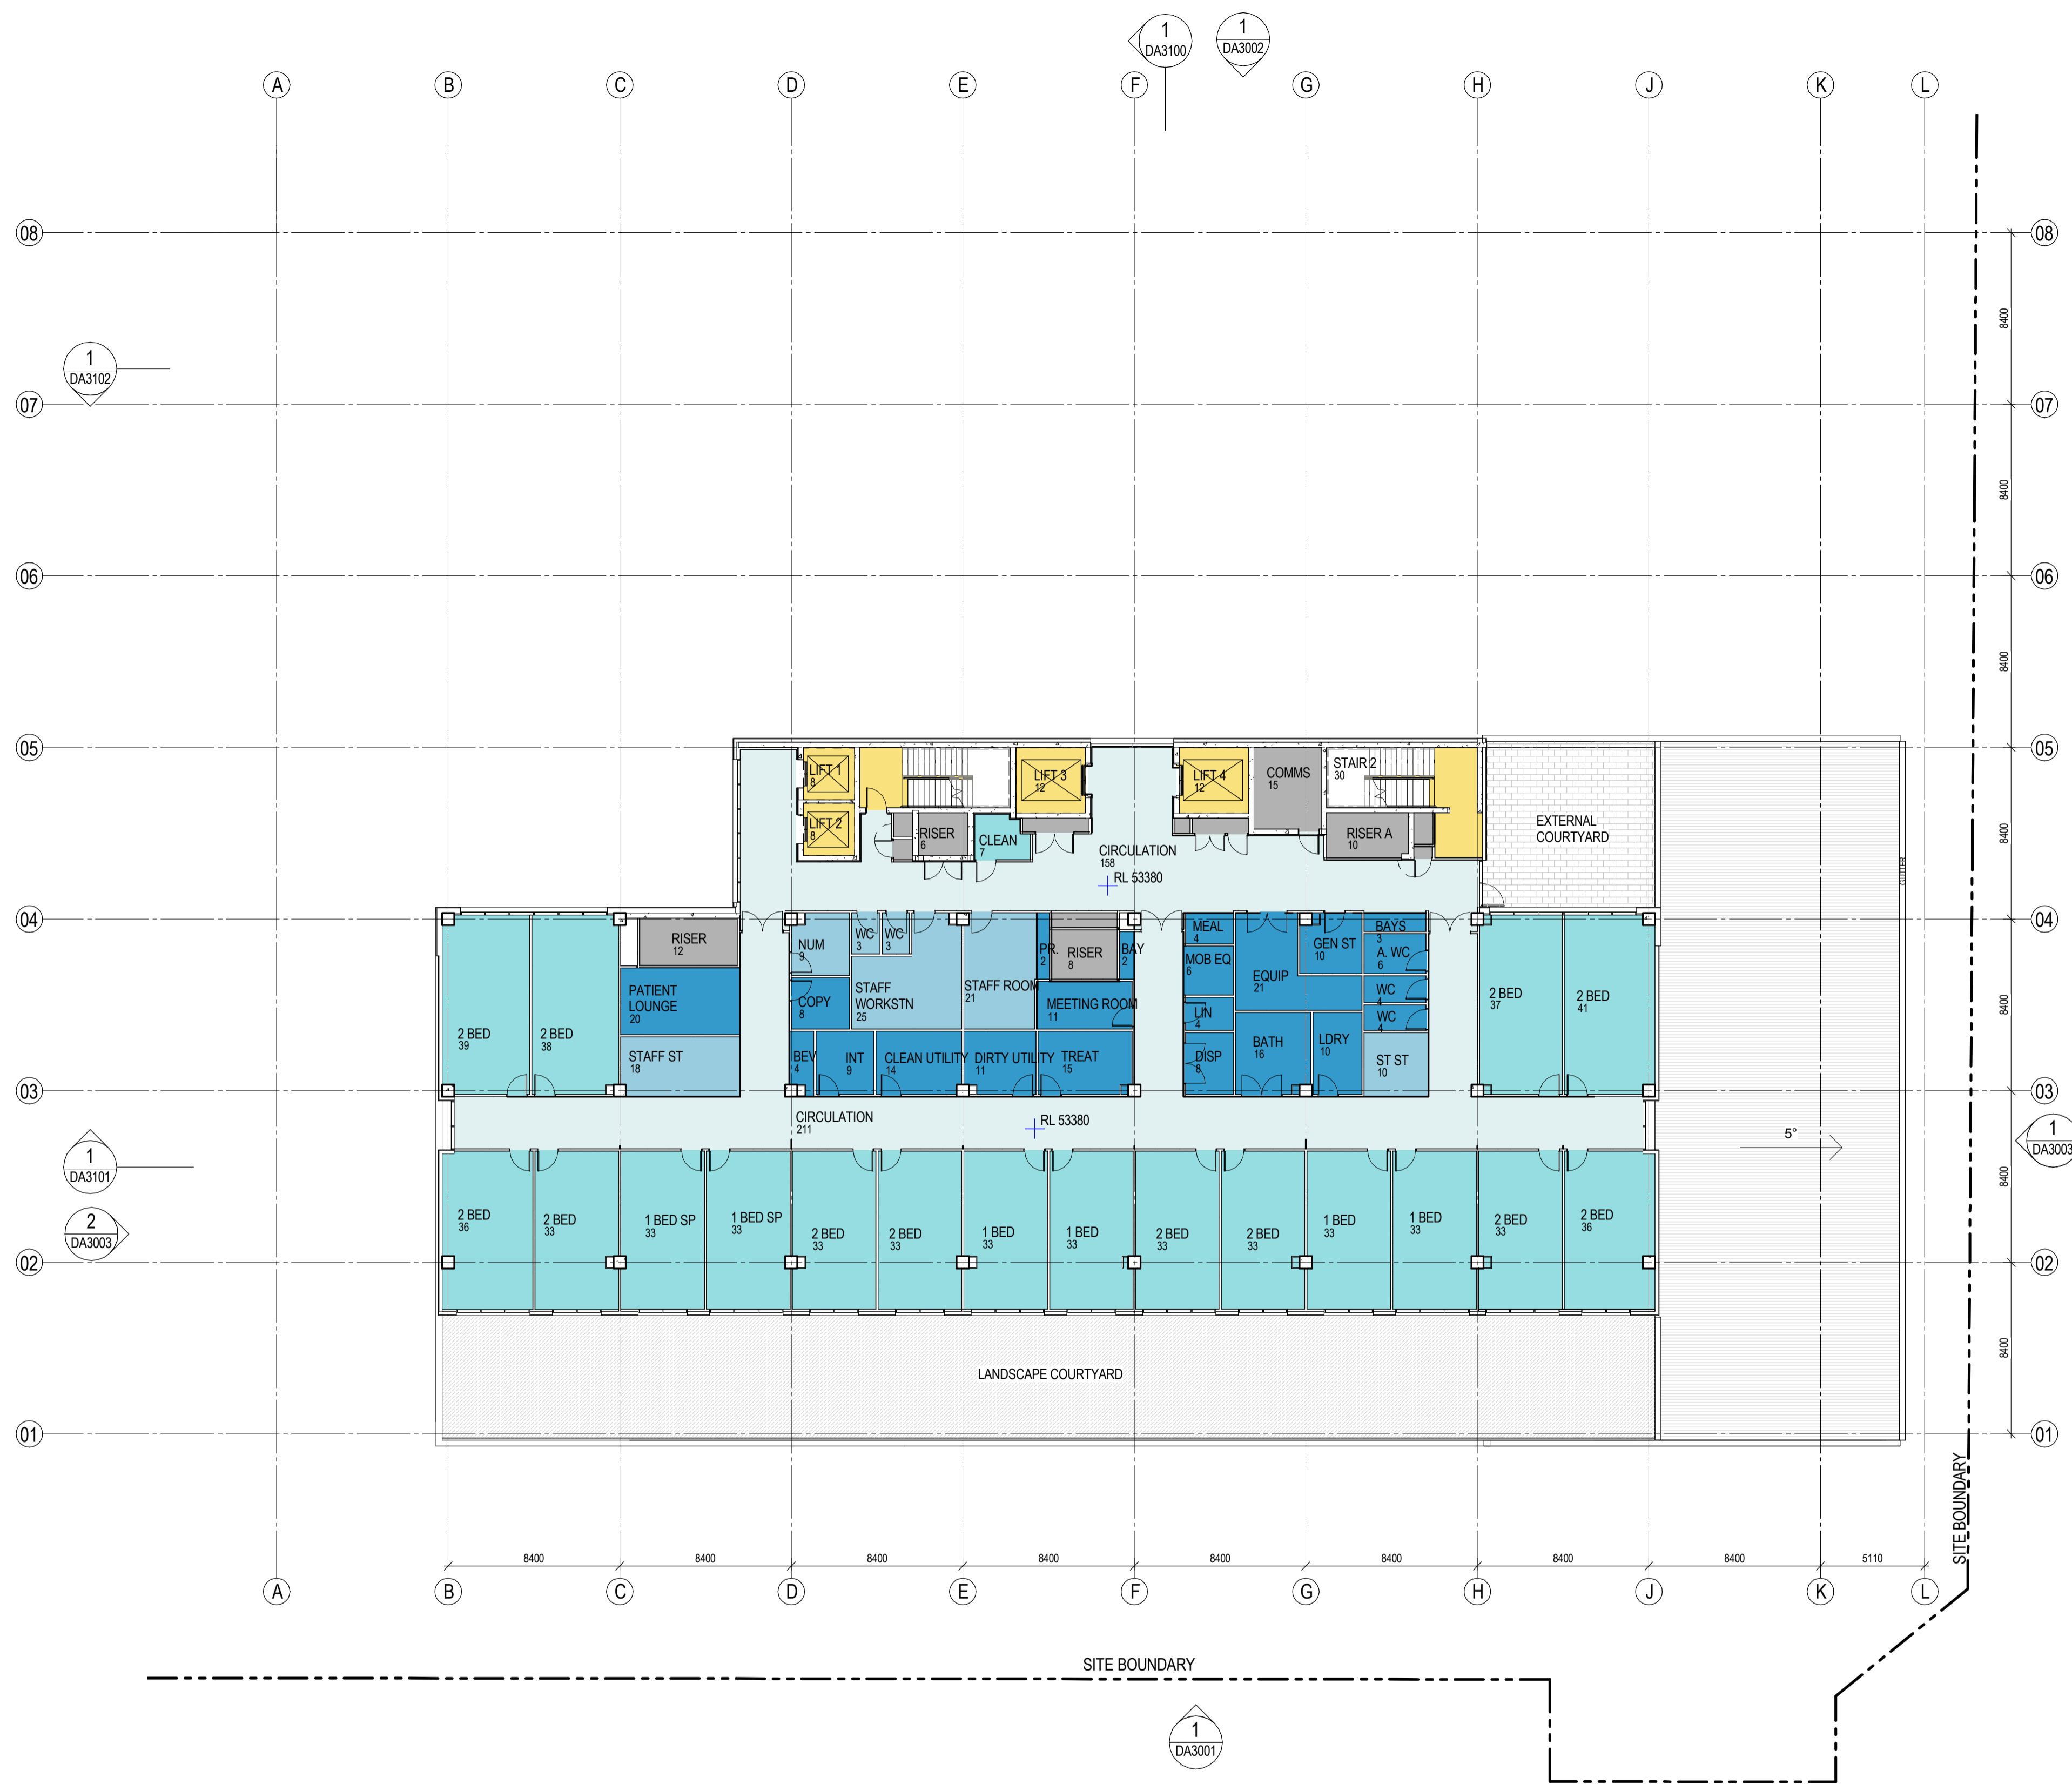 1
DA3100
1
DA3002
A
B
C
D
E
F
G
H
J
K
L
08
08
8400
1
DA3102
07
07
8400
06
06
8400
05
05
LIFT 1
8
LIFT 3
12
LIFT 4
12
COMMS
15
STAIR 2
30
LIFT 2
8
RISER
6
CLEAN
7
RISER A
10
EXTERNAL
COURTYARD
8400
CIRCULATION
158
RL 53380
GUTTER
04
04
RISER
12
NUM
9
WC
3
WC
3
PR.
2
RISER
8
BAY
2
MEAL
4
GEN ST
10
BAYS
3
MOB EQ
6
A. WC
6
PATIENT
LOUNGE
20
COPY
8
STAFF
WORKSTN
25
STAFF ROOM
21
MEETING ROOM
11
EQUIP
21
WC
4
2 BED
37
2 BED
41
8400
LIN
4
WC
4
2 BED
39
2 BED
38
STAFF ST
18
BEV
4
INT
9
CLEAN UTILITY
14
DIRTY UTILITY
11
TREAT
15
DISP
8
BATH
16
LDRY
10
ST ST
10
03
03
CIRCULATION
211
RL 53380
5°
1
DA3101
1
DA3003
8400
2
DA3003
2 BED
36
2 BED
33
1 BED SP
33
1 BED SP
33
2 BED
33
2 BED
33
1 BED
33
1 BED
33
2 BED
33
2 BED
33
1 BED
33
1 BED
33
2 BED
33
2 BED
36
02
02
8400
LANDSCAPE COURTYARD
01
01
SITE BOUNDARY
8400
8400
8400
8400
8400
8400
8400
8400
5110
A
B
C
D
E
F
G
H
J
K
L
SITE BOUNDARY
1
DA3001